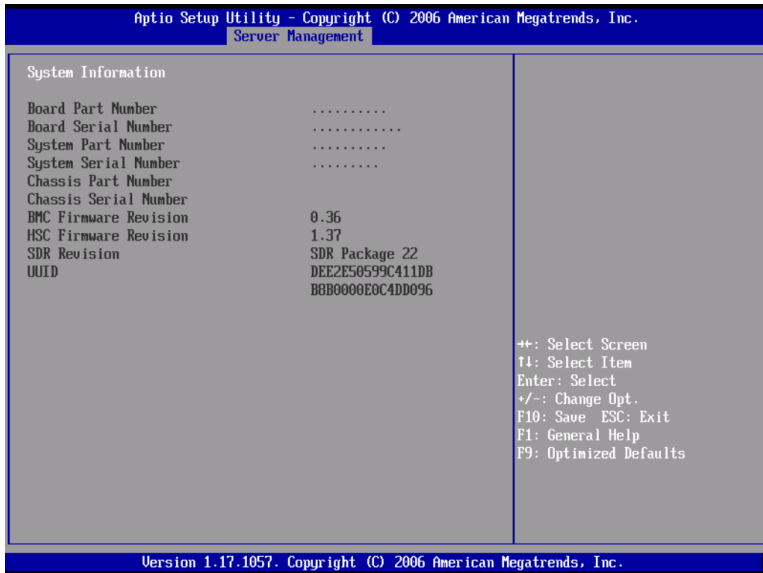 Aptio Setup Utility - Copyright (C) 2006 American Megatrends, Inc.
Server Management
System Information
Board Part Number ..........
Board Serial Number ............
System Part Number ..........
System Serial Number .........
Chassis Part Number
Chassis Serial Number
BMC Firmware Revision 0.36
HSC Firmware Revision 1.37
SDR Revision SDR Package 22
UUID DEE2E50599C411DB
B8B0000E0C4DD096
→←: Select Screen
↑↓: Select Item
Enter: Select
+/-: Change Opt.
F10: Save ESC: Exit
F1: General Help
F9: Optimized Defaults
Version 1.17.1057. Copyright (C) 2006 American Megatrends, Inc.